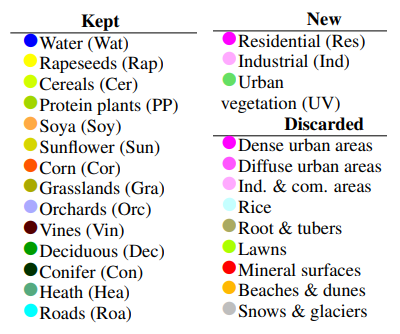 Kept
Water (Wat)
Rapeseeds (Rap)
Cereals (Cer)
Protein plants (PP)
Soya (Soy)
Sunflower (Sun)
Corn (Cor)
Grasslands (Gra)
Orchards (Orc)
Vines (Vin)
Deciduous (Dec)
Conifer (Con)
Heath (Hea)
Roads (Roa)
New
Residential (Res)
Industrial (Ind)
Urban
vegetation (UV)
Discarded
Dense urban areas
Diffuse urban areas
Ind. & com. areas
Rice
Root & tubers
Lawns
Mineral surfaces
Beaches & dunes
Snows & glaciers